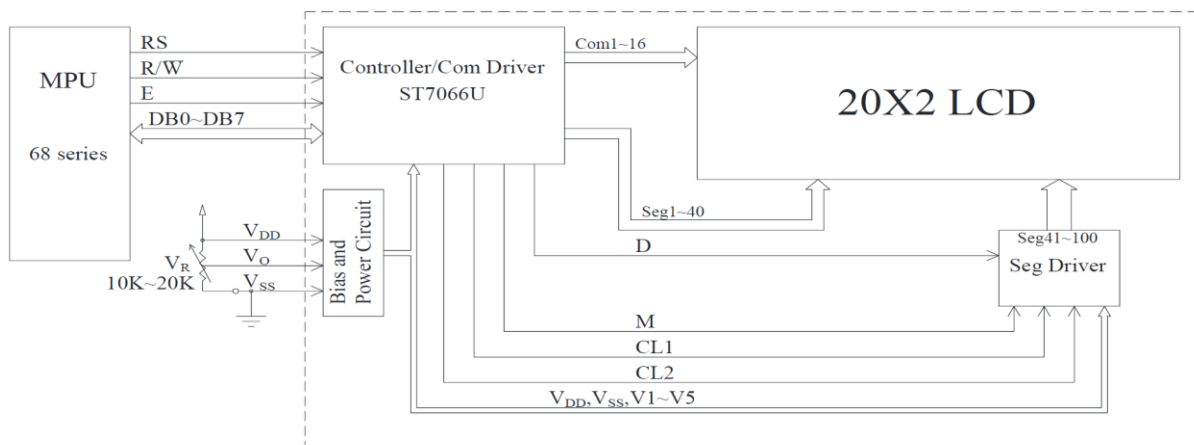 MPU
68 series
RS
R/W
E
DB0~DB7
Controller/Com Driver
ST7066U
Com1~16
20X2 LCD
Seg1~40
VDD
VO
VR
10K~20K
VSS
Bias and
Power Circuit
D
Seg41~100
Seg Driver
M
CL1
CL2
VDD,VSS,V1~V5